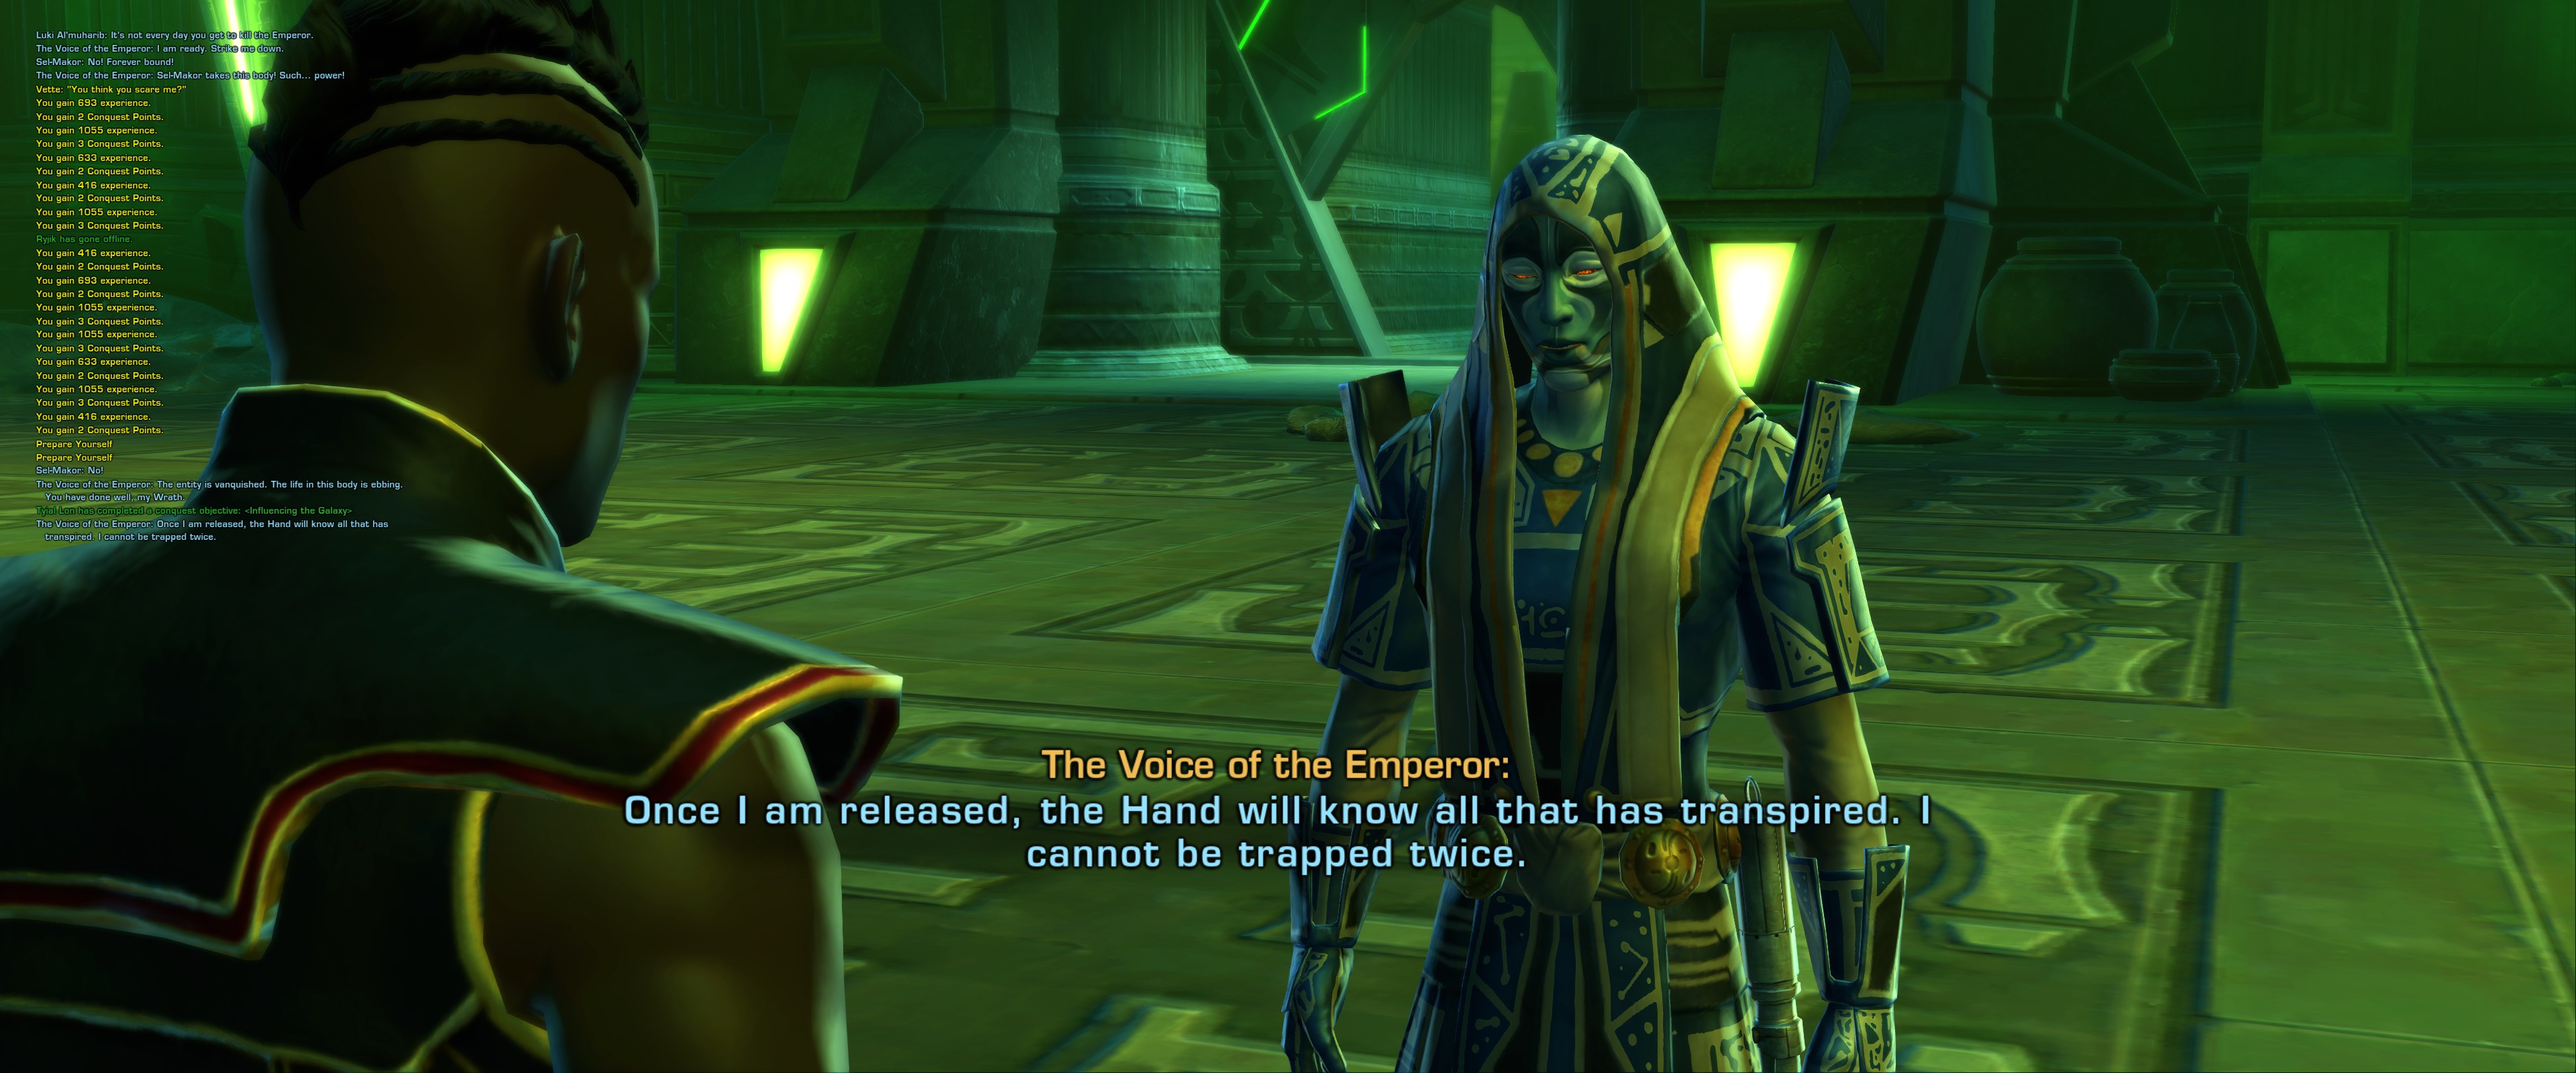 Luki Al'muharib: It's not every day you get to kill the Emperor.
The Voice of the Emperor: I am ready. Strike me down.
Sel-Makor: No! Forever bound!
The Voice of the Emperor: Sel-Makor takes this body! Such... power!
Vette: "You think you scare me?"
You gain 693 experience.
You gain 2 Conquest Points.
You gain 1055 experience.
You gain 3 Conquest Points.
You gain 633 experience.
You gain 2 Conquest Points.
You gain 416 experience.
You gain 2 Conquest Points.
You gain 1055 experience.
You gain 3 Conquest Points.
Ryjik has gone offline.
You gain 416 experience.
You gain 2 Conquest Points.
You gain 693 experience.
You gain 2 Conquest Points.
You gain 1055 experience.
You gain 3 Conquest Points.
You gain 1055 experience.
You gain 3 Conquest Points.
You gain 633 experience.
You gain 2 Conquest Points.
You gain 1055 experience.
You gain 3 Conquest Points.
You gain 416 experience.
You gain 2 Conquest Points.
Prepare Yourself
Prepare Yourself
Sel-Makor: No!
The Voice of the Emperor: The entity is vanquished. The life in this body is ebbing.
You have done well, my Wrath.
Lon has completed a conquest objective: <Influencing the Galaxy>
The Voice of the Emperor: Once I am released, the Hand will know all that has
transpired. I cannot be trapped twice.
The Voice of the Emperor:
Once I am released, the Hand will know all that has transpired. I
cannot be trapped twice.